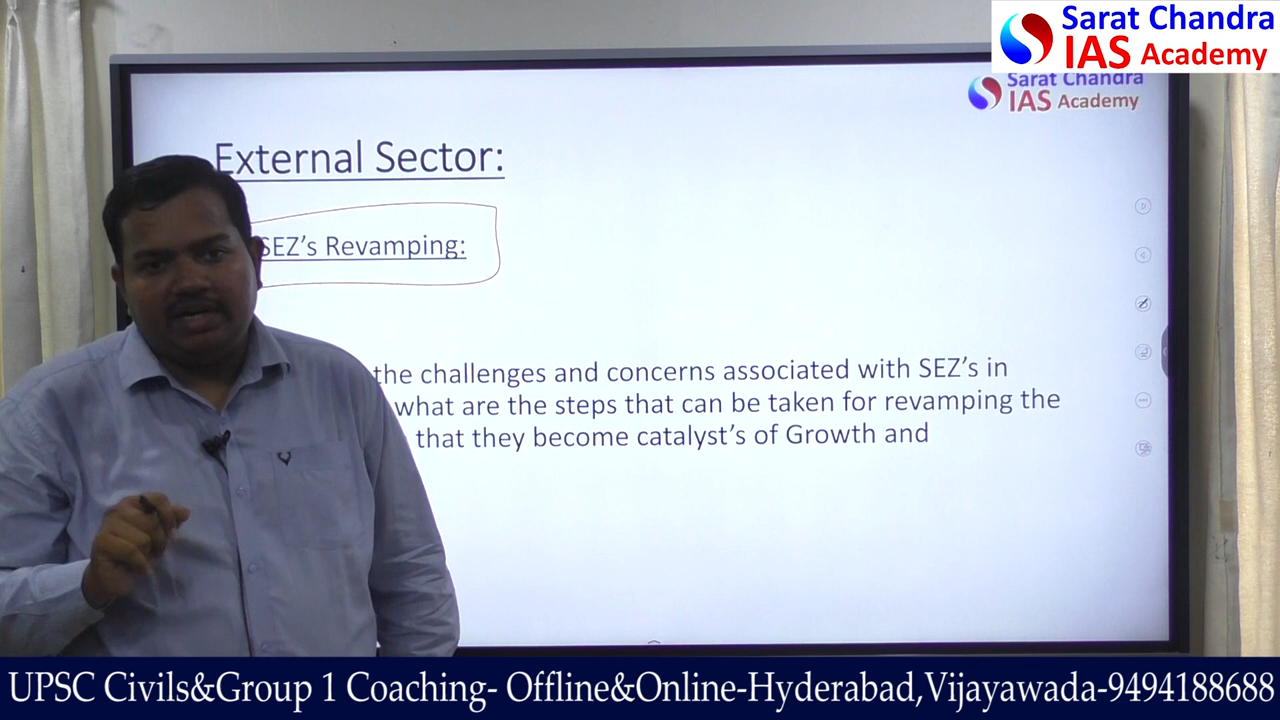 Sarat Chandra
IAS Academy
Sarat Chandra
IAS Academy
External Sector:
SEZ's Revamping:
the challenges and concerns associated with SEZ's in
what are the steps that can be taken for revamping the
that they become catalyst's of Growth and
UPSC Civils&Group 1 Coaching- Offline&Online-Hyderabad,Vijayawada-9494188688